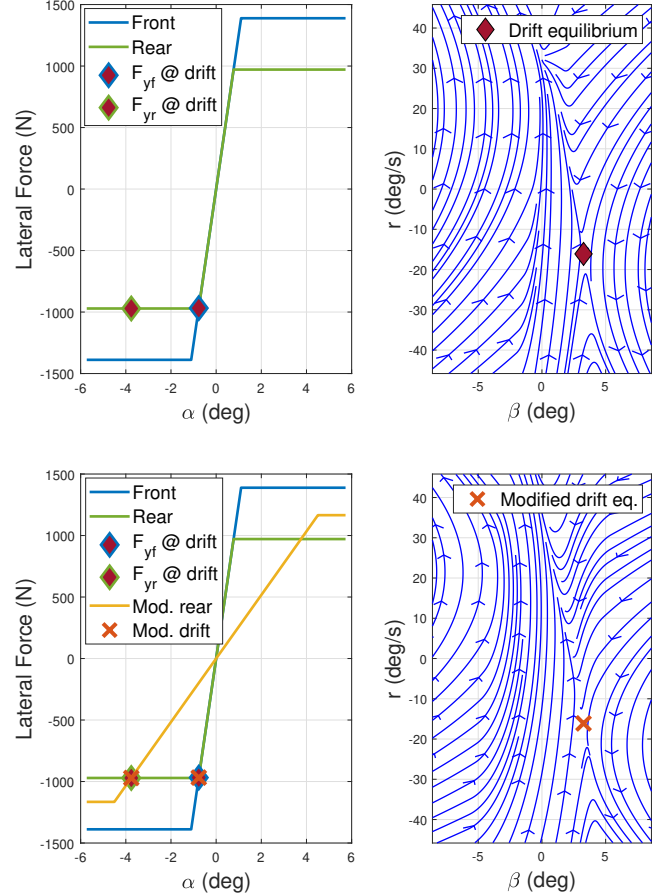 1500
1000
500
0
-500
-1000
-1500
Lateral Force (N)
-6
-4
-2
0
2
4
6
α (deg)
Front
Rear
F_yf @ drift
F_yr @ drift
40
30
20
10
0
-10
-20
-30
-40
r (deg/s)
-5
0
5
β (deg)
Drift equilibrium
1500
1000
500
0
-500
-1000
-1500
Lateral Force (N)
-6
-4
-2
0
2
4
6
α (deg)
Front
Rear
F_yf @ drift
F_yr @ drift
Mod. rear
Mod. drift
40
30
20
10
0
-10
-20
-30
-40
r (deg/s)
-5
0
5
β (deg)
Modified drift eq.